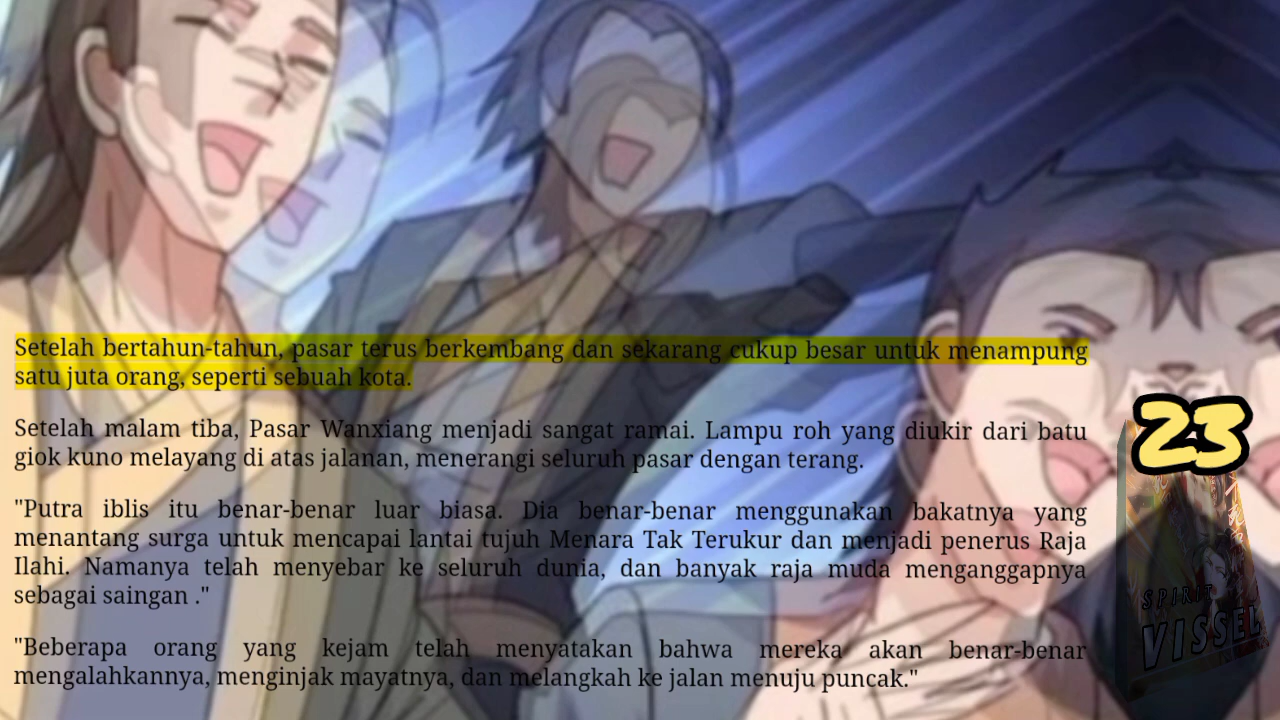 Setelah bertahun-tahun, pasar terus berkembang dan sekarang cukup besar untuk menampung
satu juta orang, seperti sebuah kota.
Setelah malam tiba, Pasar Wanxiang menjadi sangat ramai. Lampu roh yang diukir dari batu
giok kuno melayang di atas jalanan, menerangi seluruh pasar dengan terang.
"Putra iblis itu benar-benar luar biasa. Dia benar-benar menggunakan bakatnya yang
menantang surga untuk mencapai lantai tujuh Menara Tak Terukur dan menjadi penerus Raja
Ilahi. Namanya telah menyebar ke seluruh dunia, dan banyak raja muda menganggapnya
sebagai saingan ."
"Beberapa orang yang kejam telah menyatakan bahwa mereka akan benar-benar
mengalahkannya, menginjak mayatnya, dan melangkah ke jalan menuju puncak."
23
SPIRIT
VISSEL